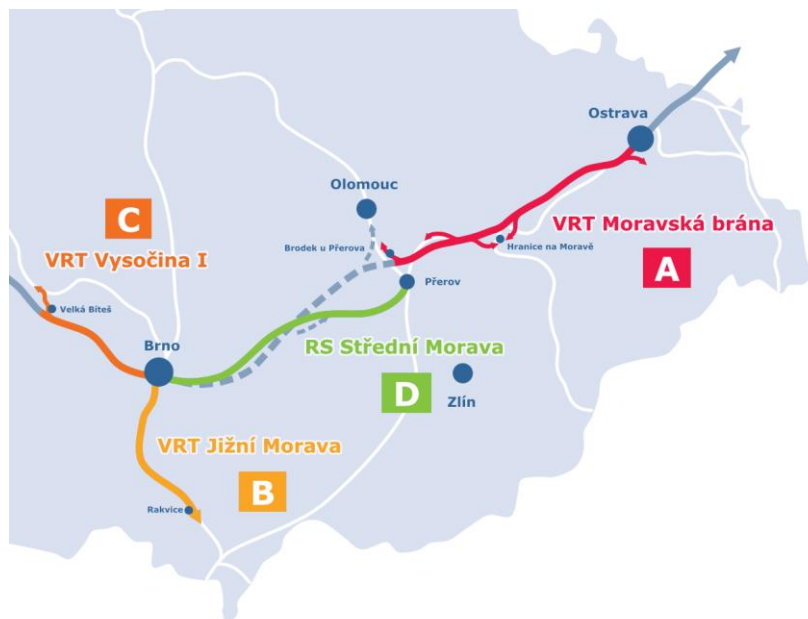 Ostrava
Olomouc
C
VRT Moravská brána
VRT Vysočina I
Brodek u Přerova
Hranice na Moravě
A
Přerov
Velká Bíteš
Brno
RS Střední Morava
D
Zlín
VRT Jižní Morava
B
Rakvice